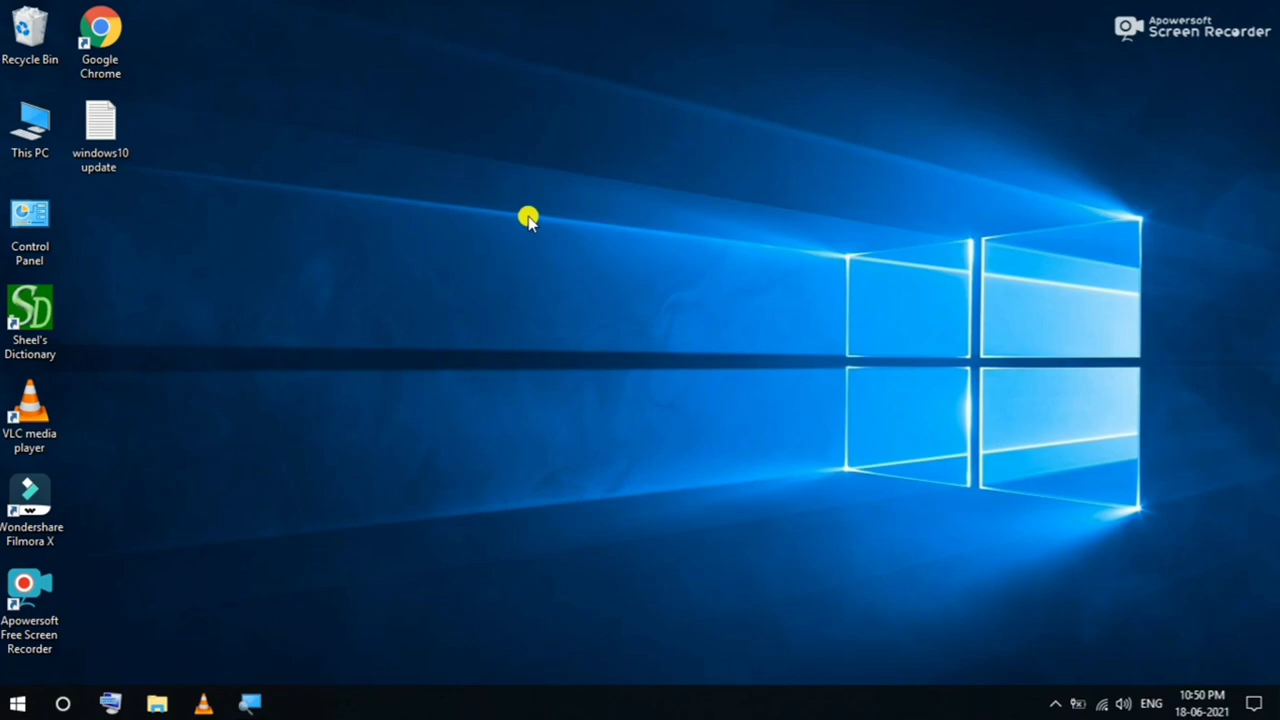 Apowersoft
Screen Recorder
Recycle Bin
Google
Chrome
This PC
windows10
update
Control
Panel
SD
Sheel's
Dictionary
VLC media
player
Wondershare
Filmora X
Apowersoft
Free Screen
Recorder
ENG
10:50 PM
18-06-2021